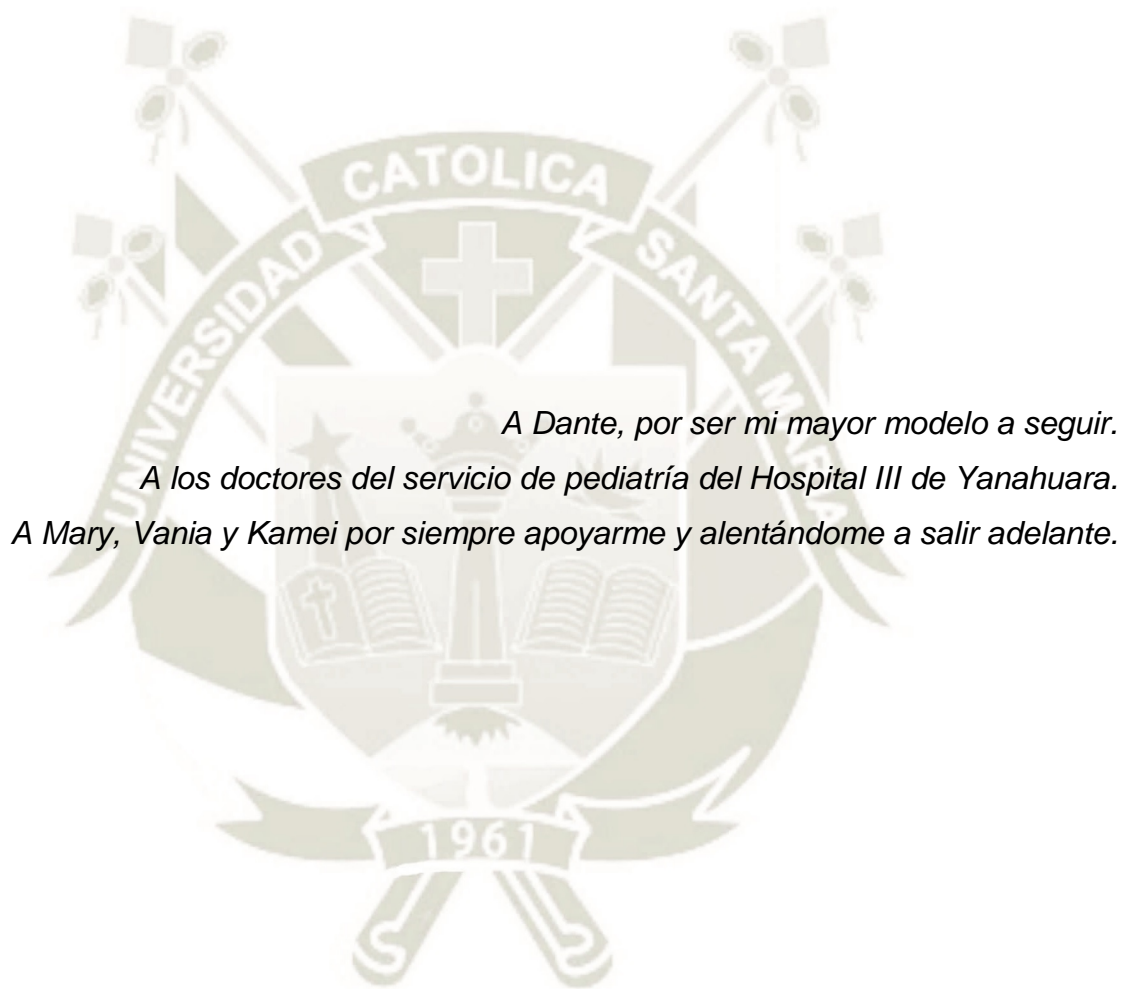 UNIVERSIDAD CATOLICA SANTA MARIA
A Dante, por ser mi mayor modelo a seguir.
A los doctores del servicio de pediatría del Hospital III de Yanahuara.
A Mary, Vania y Kamei por siempre apoyarme y alentándome a salir adelante.
1961